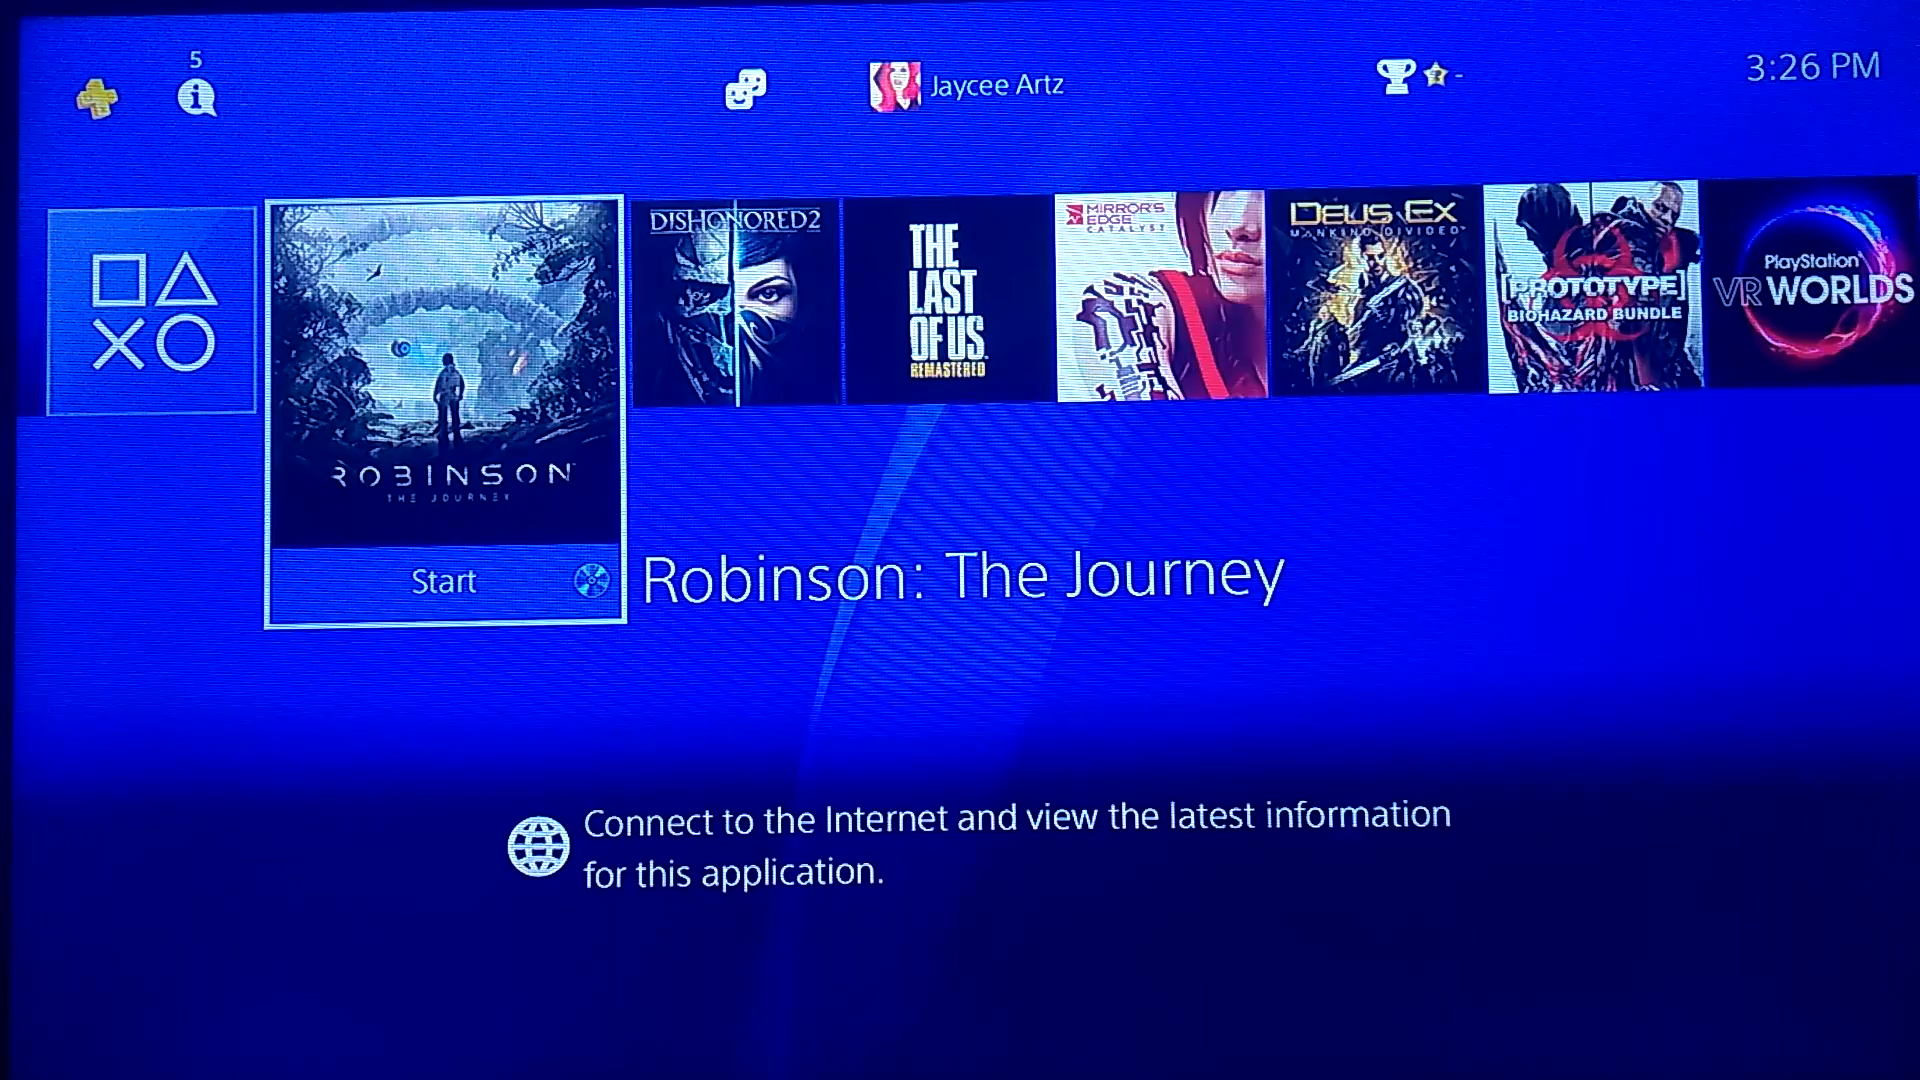 5
Jaycee Artz
-
3:26 PM
ROBINSON
THE JOURNEY
Start
DISHONORED 2
THE
LAST
OF US
REMASTERED
MIRROR'S
EDGE
CATALYST
DEUS EX
MANKIND DIVIDED
[PROTOTYPE]
BIOHAZARD BUNDLE
PlayStation
VR WORLDS
Robinson: The Journey
Connect to the Internet and view the latest information
for this application.